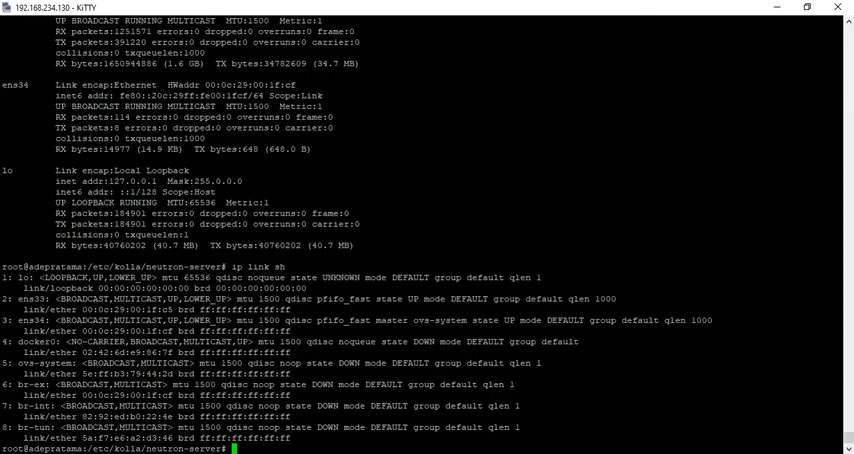 192.168.234.130 - KiTTY
UP BROADCAST RUNNING MULTICAST  MTU:1500  Metric:1
RX packets:1251571 errors:0 dropped:0 overruns:0 frame:0
TX packets:391220 errors:0 dropped:0 overruns:0 carrier:0
collisions:0 txqueuelen:1000
RX bytes:1650944886 (1.6 GB)  TX bytes:34782609 (34.7 MB)
ens34     Link encap:Ethernet  HWaddr 00:0c:29:00:1f:cf
inet6 addr: fe80::20c:29ff:fe00:1fcf/64 Scope:Link
UP BROADCAST RUNNING MULTICAST  MTU:1500  Metric:1
RX packets:114 errors:0 dropped:0 overruns:0 frame:0
TX packets:8 errors:0 dropped:0 overruns:0 carrier:0
collisions:0 txqueuelen:1000
RX bytes:14977 (14.9 KB)  TX bytes:648 (648.0 B)
lo        Link encap:Local Loopback
inet addr:127.0.0.1  Mask:255.0.0.0
inet6 addr: ::1/128 Scope:Host
UP LOOPBACK RUNNING  MTU:65536  Metric:1
RX packets:184901 errors:0 dropped:0 overruns:0 frame:0
TX packets:184901 errors:0 dropped:0 overruns:0 carrier:0
collisions:0 txqueuelen:1
RX bytes:40760202 (40.7 MB)  TX bytes:40760202 (40.7 MB)
root@adepratama:/etc/kolla/neutron-server# ip link sh
1: lo: <LOOPBACK,UP,LOWER_UP> mtu 65536 qdisc noqueue state UNKNOWN mode DEFAULT group default qlen 1
link/loopback 00:00:00:00:00:00 brd 00:00:00:00:00:00
2: ens33: <BROADCAST,MULTICAST,UP,LOWER_UP> mtu 1500 qdisc pfifo_fast state UP mode DEFAULT group default qlen 1000
link/ether 00:0c:29:00:1f:c5 brd ff:ff:ff:ff:ff:ff
3: ens34: <BROADCAST,MULTICAST,UP,LOWER_UP> mtu 1500 qdisc pfifo_fast master ovs-system state UP mode DEFAULT group default qlen 1000
link/ether 00:0c:29:00:1f:cf brd ff:ff:ff:ff:ff:ff
4: docker0: <NO-CARRIER,BROADCAST,MULTICAST,UP> mtu 1500 qdisc noqueue state DOWN mode DEFAULT group default
link/ether 02:42:6d:e9:86:7f brd ff:ff:ff:ff:ff:ff
5: ovs-system: <BROADCAST,MULTICAST> mtu 1500 qdisc noop state DOWN mode DEFAULT group default qlen 1
link/ether 5e:ff:b3:79:44:2d brd ff:ff:ff:ff:ff:ff
6: br-ex: <BROADCAST,MULTICAST> mtu 1500 qdisc noop state DOWN mode DEFAULT group default qlen 1
link/ether 00:0c:29:00:1f:cf brd ff:ff:ff:ff:ff:ff
7: br-int: <BROADCAST,MULTICAST> mtu 1500 qdisc noop state DOWN mode DEFAULT group default qlen 1
link/ether 82:92:ed:b0:22:4e brd ff:ff:ff:ff:ff:ff
8: br-tun: <BROADCAST,MULTICAST> mtu 1500 qdisc noop state DOWN mode DEFAULT group default qlen 1
link/ether 5a:f7:e6:a2:d3:46 brd ff:ff:ff:ff:ff:ff
root@adepratama:/etc/kolla/neutron-server#